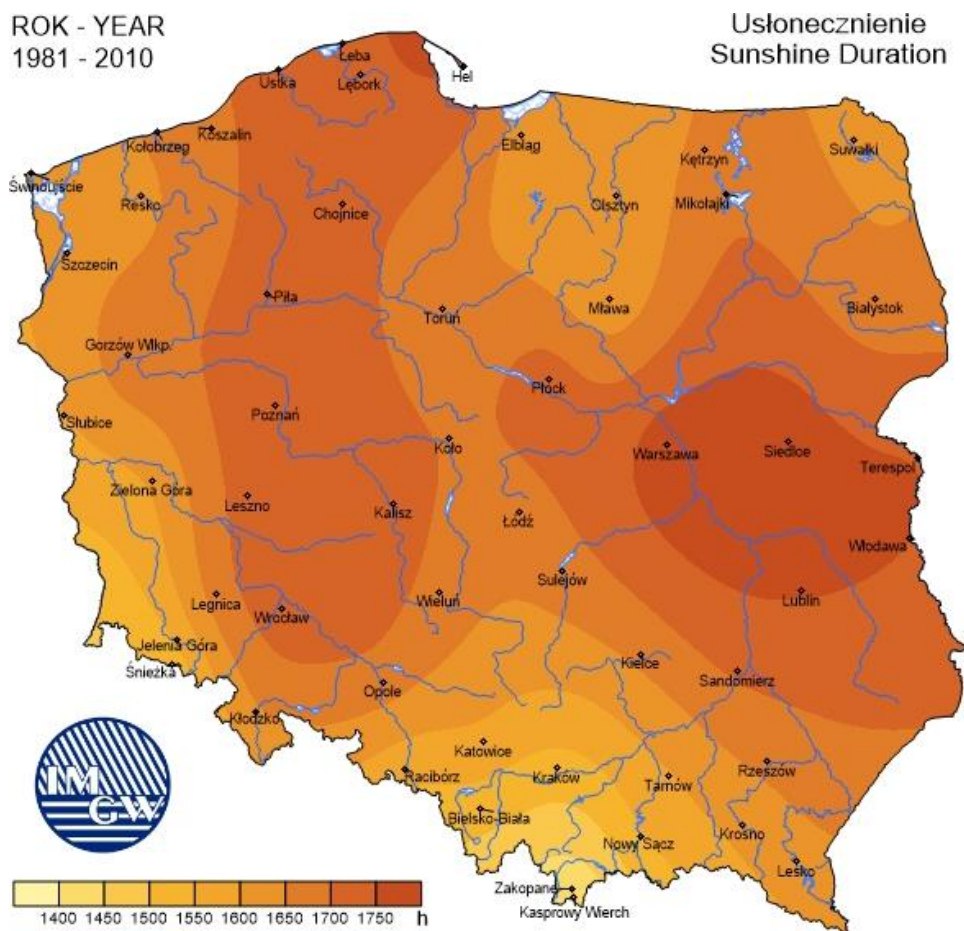 ROK - YEAR
1981 - 2010
Usłonecznienie
Sunshine Duration
Łeba
Hel
Ustka
Lębork
Koszalin
Kołobrzeg
Elbląg
Suwałki
Kętrzyn
Świnoujście
Resko
Chojnice
Olsztyn
Mikołajki
Szczecin
Piła
Toruń
Mława
Białystok
Gorzów Wlkp.
Płock
Słubice
Poznań
Koło
Warszawa
Siedlce
Terespol
Zielona Góra
Leszno
Kalisz
Łódź
Włodawa
Sulejów
Legnica
Wrocław
Wieluń
Lublin
Jelenia Góra
Śnieżka
Kielce
Sandomierz
Opole
Kłodzko
Katowice
Racibórz
Kraków
Tarnów
Rzeszów
Bielsko-Biała
Nowy Sącz
Krosno
Lesko
Zakopane
Kasprowy Wierch
IM
GW
1400 1450 1500 1550 1600 1650 1700 1750 h